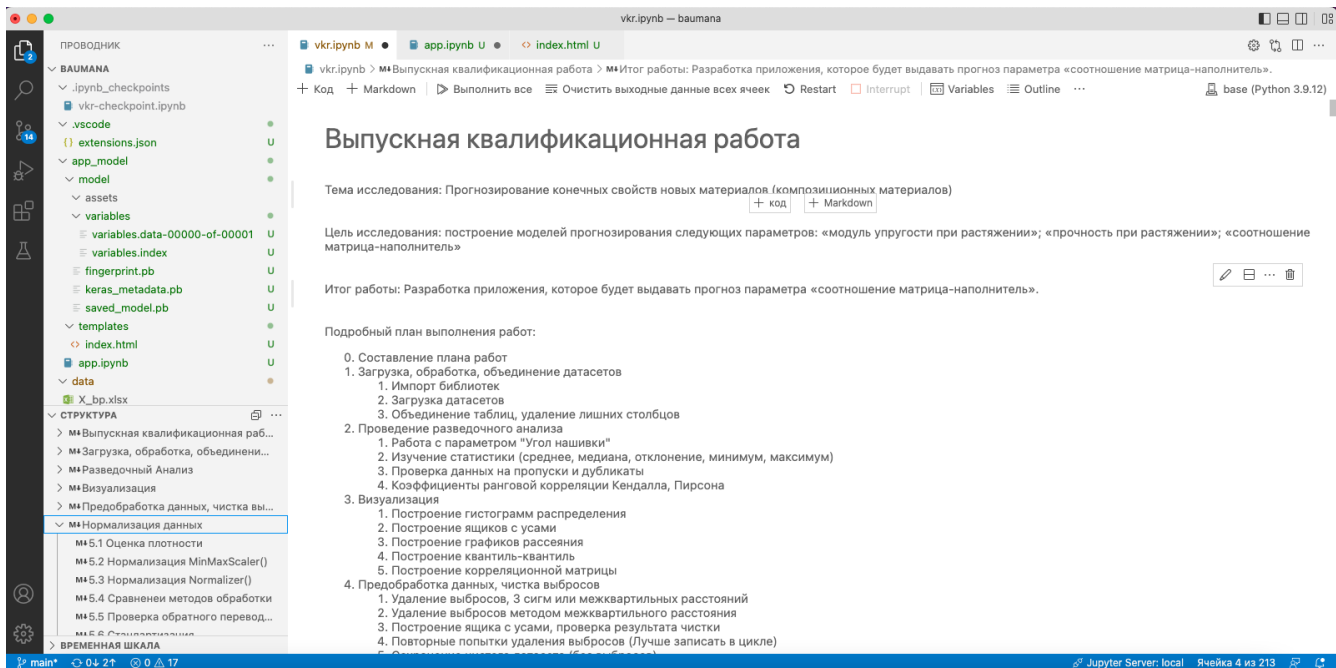 vkr.ipynb — baumana
ПРОВОДНИК
vkr.ipynb M
app.ipynb U
index.html U
BAUMANA
.ipynb_checkpoints
vkr-checkpoint.ipynb
.vscode
extensions.json U
app_model
model
assets
variables
variables.data-00000-of-00001 U
variables.index U
fingerprint.pb U
keras_metadata.pb U
saved_model.pb U
templates
index.html U
app.ipynb U
data
X_bp.xlsx
СТРУКТУРА
Выпускная квалификационная раб...
Загрузка, обработка, объединени...
Разведочный Анализ
Визуализация
Предобработка данных, чистка вы...
Нормализация данных
5.1 Оценка плотности
5.2 Нормализация MinMaxScaler()
5.3 Нормализация Normalizer()
5.4 Сравненеи методов обработки
5.5 Проверка обратного перевод...
5.6 Стандартизация
ВРЕМЕННАЯ ШКАЛА
2
14
vkr.ipynb > M↓Выпускная квалификационная работа > M↓Итог работы: Разработка приложения, которое будет выдавать прогноз параметра «соотношение матрица-наполнитель».
+ Код + Markdown Выполнить все Очистить выходные данные всех ячеек Restart Interrupt Variables Outline ... base (Python 3.9.12)
Выпускная квалификационная работа
Тема исследования: Прогнозирование конечных свойств новых материалов (композиционных материалов)
+ код + Markdown
Цель исследования: построение моделей прогнозирования следующих параметров: «модуль упругости при растяжении»; «прочность при растяжении»; «соотношение
матрица-наполнитель»
Итог работы: Разработка приложения, которое будет выдавать прогноз параметра «соотношение матрица-наполнитель».
Подробный план выполнения работ:
0. Составление плана работ
1. Загрузка, обработка, объединение датасетов
1. Импорт библиотек
2. Загрузка датасетов
3. Объединение таблиц, удаление лишних столбцов
2. Проведение разведочного анализа
1. Работа с параметром "Угол нашивки"
2. Изучение статистики (среднее, медиана, отклонение, минимум, максимум)
3. Проверка данных на пропуски и дубликаты
4. Коэффициенты ранговой корреляции Кендалла, Пирсона
3. Визуализация
1. Построение гистограмм распределения
2. Построение ящиков с усами
3. Построение графиков рассеяния
4. Построение квантиль-квантиль
5. Построение корреляционной матрицы
4. Предобработка данных, чистка выбросов
1. Удаление выбросов, 3 сигм или межквартильных расстояний
2. Удаление выбросов методом межквартильного расстояния
3. Построение ящика с усами, проверка результата чистки
4. Повторные попытки удаления выбросов (Лучше записать в цикле)
main* 0↓ 2↑ 0 17
Jupyter Server: local Ячейка 4 из 213